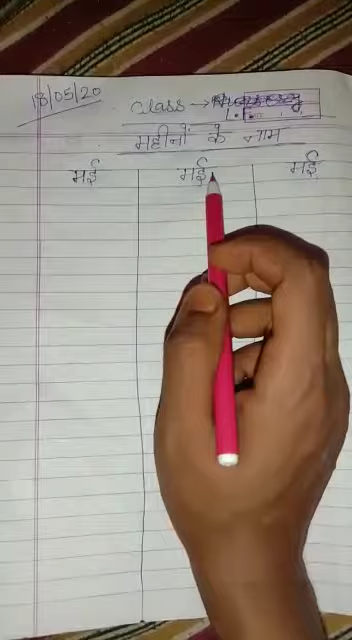 18/05/20
class →
महीनों के नाम
मई मई मई